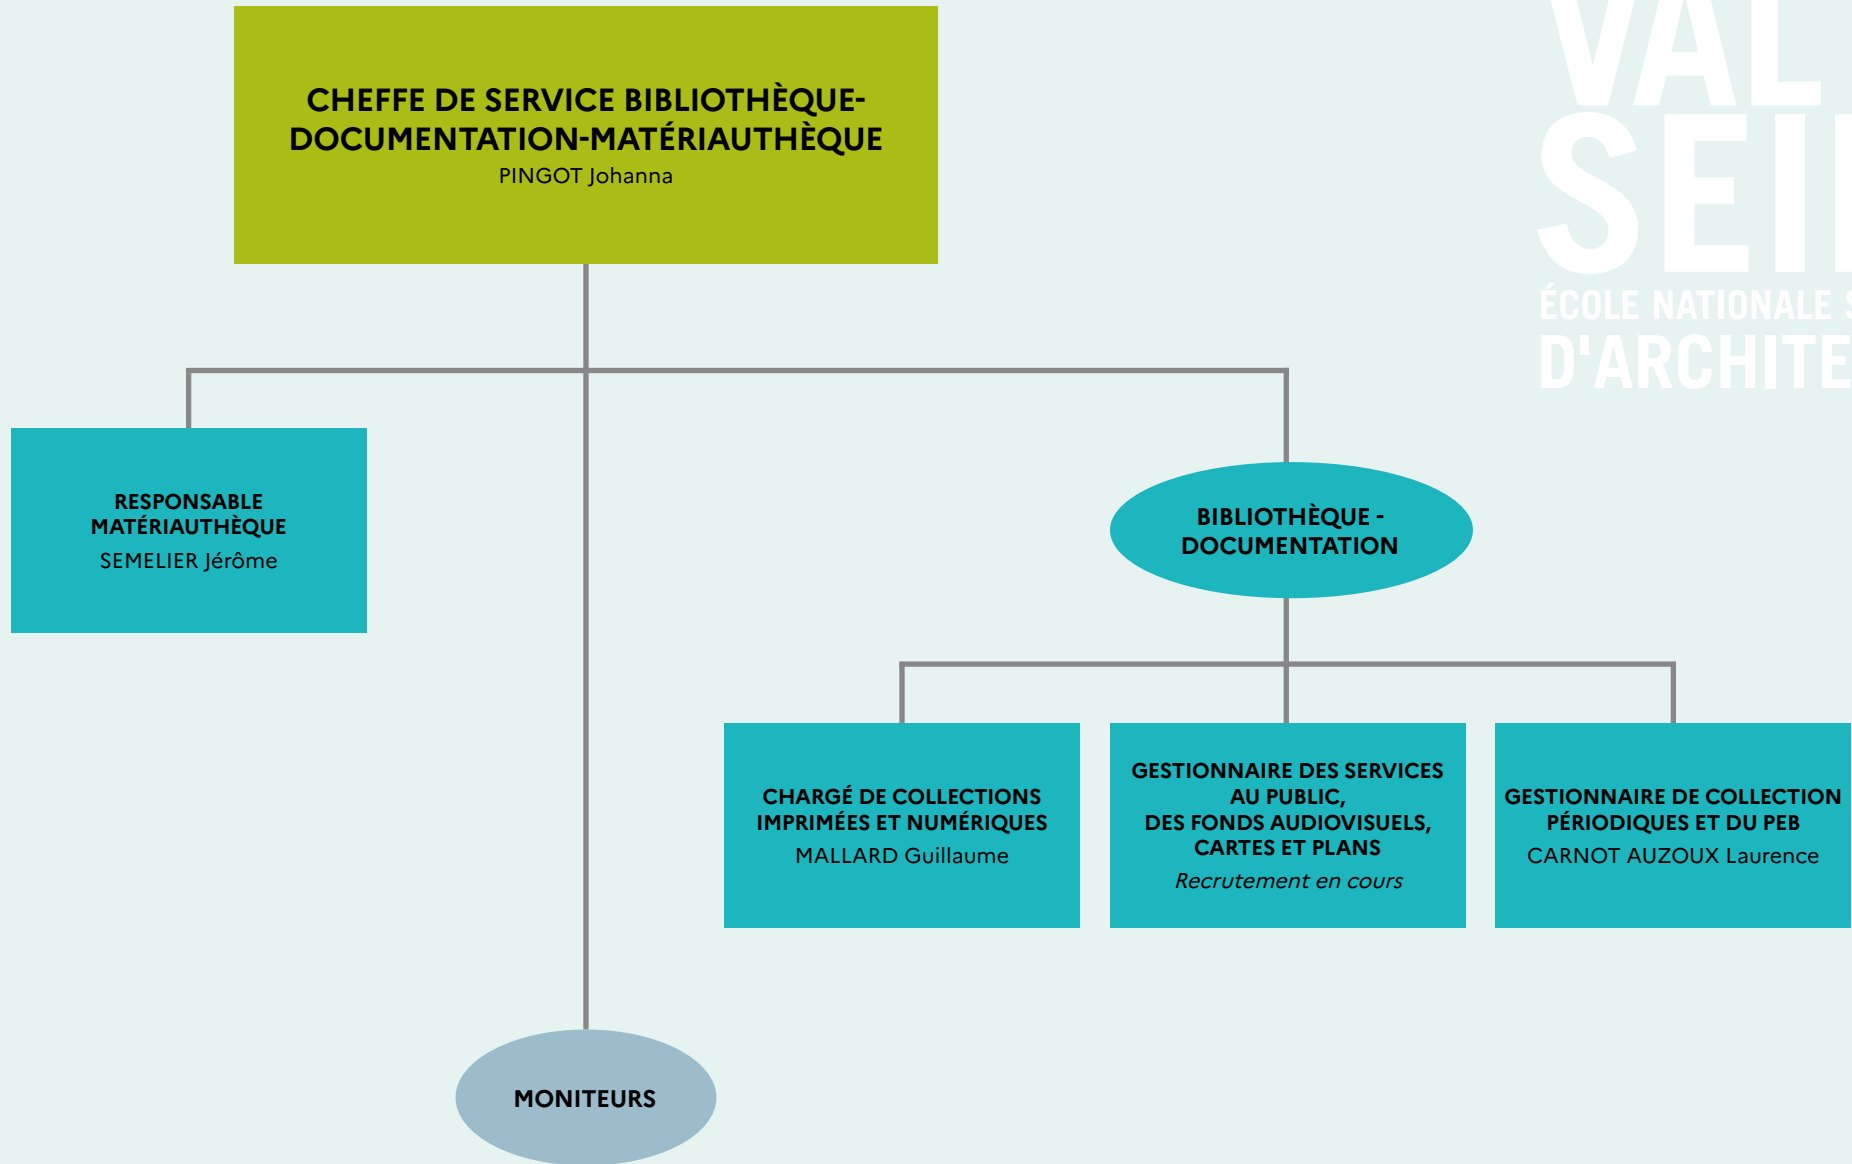 CHEFFE DE SERVICE BIBLIOTHÈQUE-
DOCUMENTATION-MATÉRIAUTHÈQUE
PINGOT Johanna
VAL
ÉCOLE NATIONALE
RESPONSABLE
MATÉRIAUTHÈQUE
SEMELIER Jérôme
BIBLIOTHÈQUE -
DOCUMENTATION
CHARGÉ DE COLLECTIONS
IMPRIMÉES ET NUMÉRIQUES
MALLARD Guillaume
GESTIONNAIRE DES SERVICES
AU PUBLIC,
DES FONDS AUDIOVISUELS,
CARTES ET PLANS
Recrutement en cours
GESTIONNAIRE DE COLLECTION
PÉRIODIQUES ET DU PEB
CARNOT AUZOUX Laurence
MONITEURS